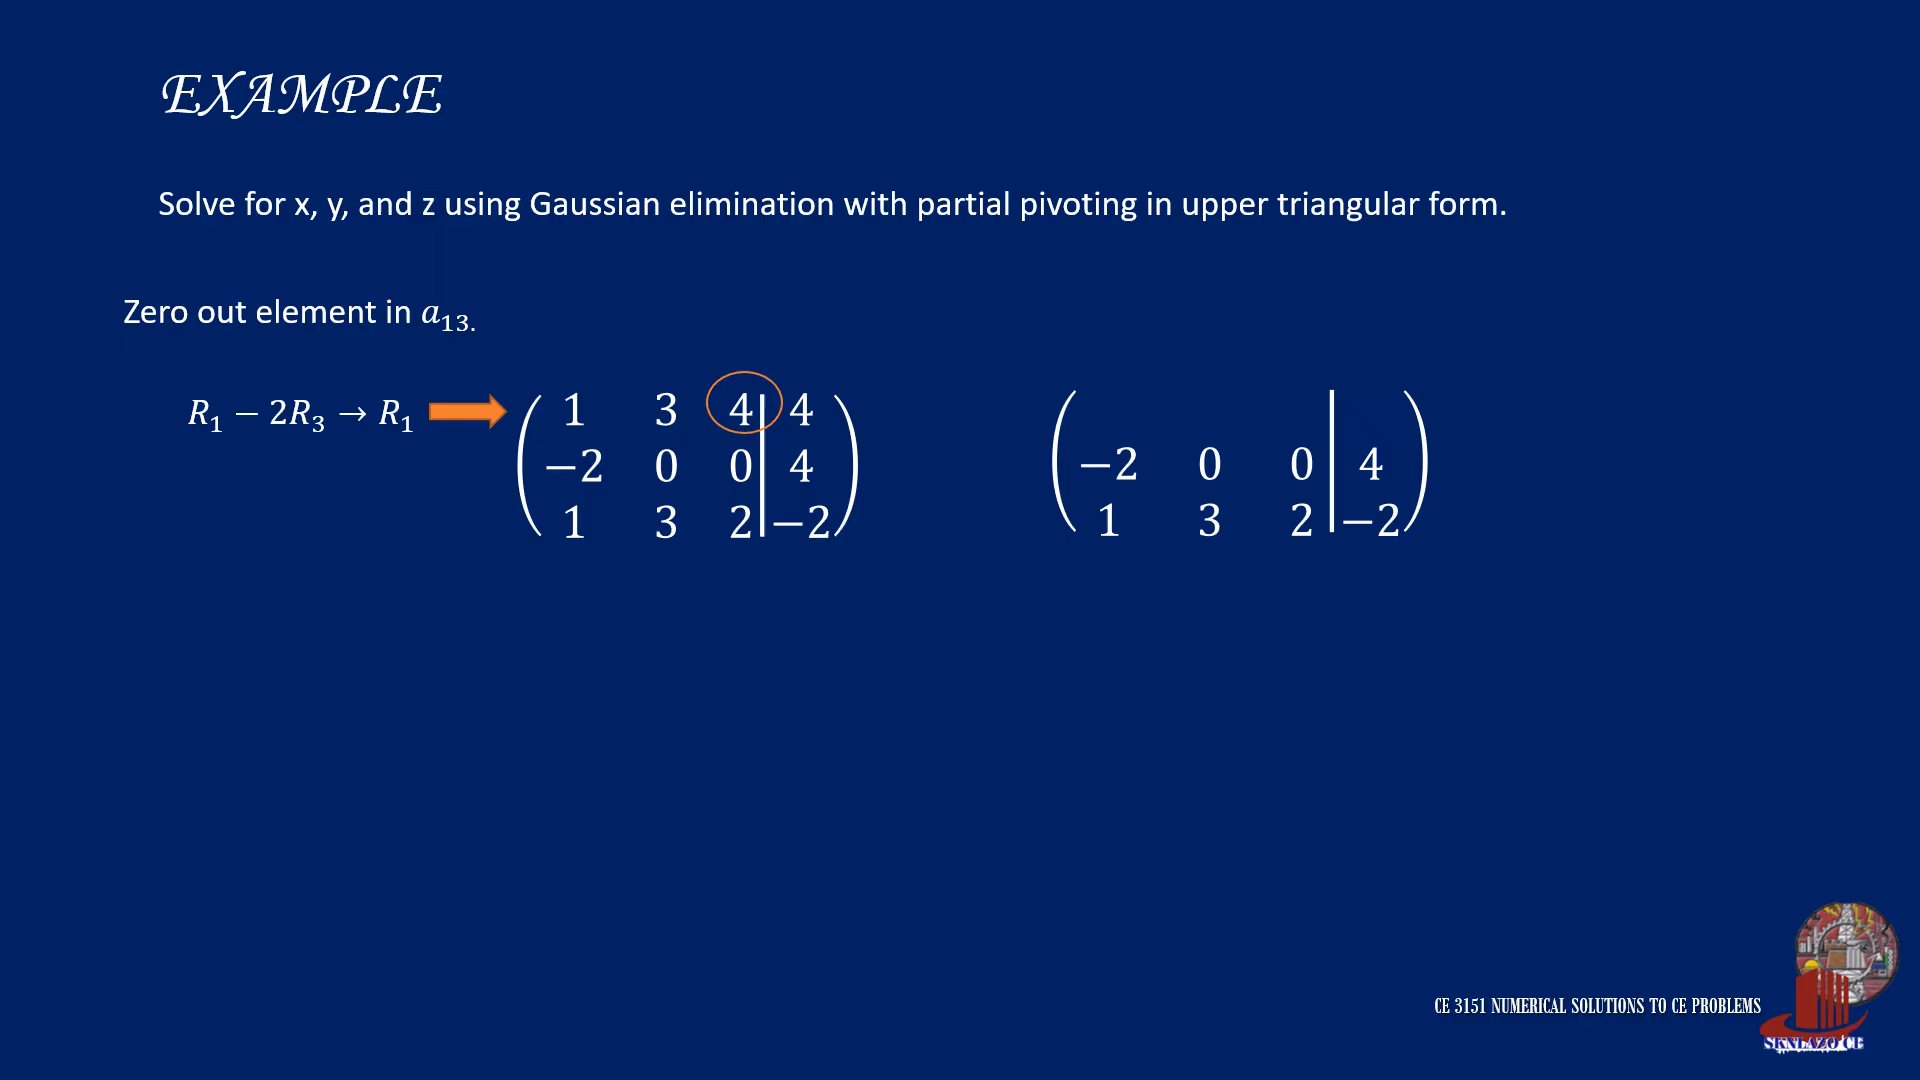 EXAMPLE
Solve for x, y, and z using Gaussian elimination with partial pivoting in upper triangular form.
Zero out element in a₁₃.
R₁ − 2R₃ → R₁
1 3 4 | 4
−2 0 0 | 4
1 3 2 | −2
−2 0 0 | 4
1 3 2 | −2
CE 3151 NUMERICAL SOLUTIONS TO CE PROBLEMS
SKNLAZO CE